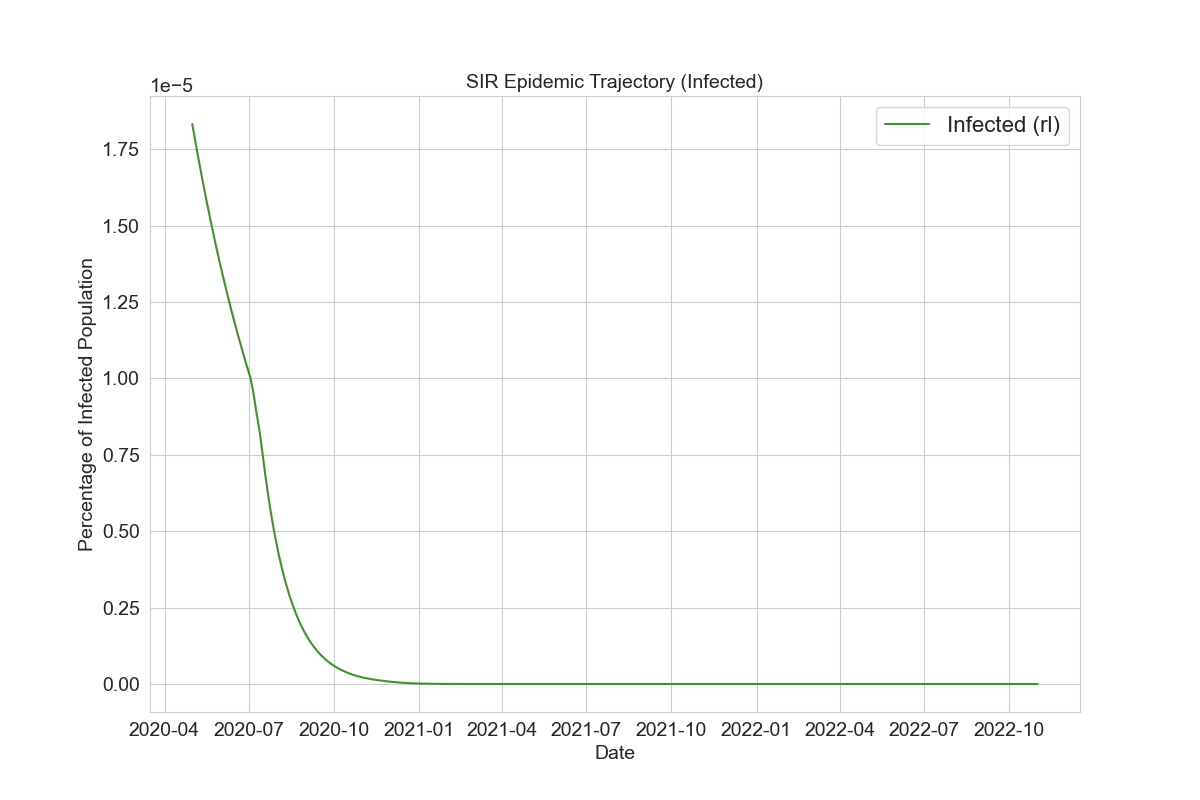 SIR Epidemic Trajectory (Infected)
1e−5
Infected (rl)
1.75
1.50
1.25
1.00
0.75
0.50
0.25
0.00
Percentage of Infected Population
2020-04 2020-07 2020-10 2021-01 2021-04 2021-07 2021-10 2022-01 2022-04 2022-07 2022-10
Date